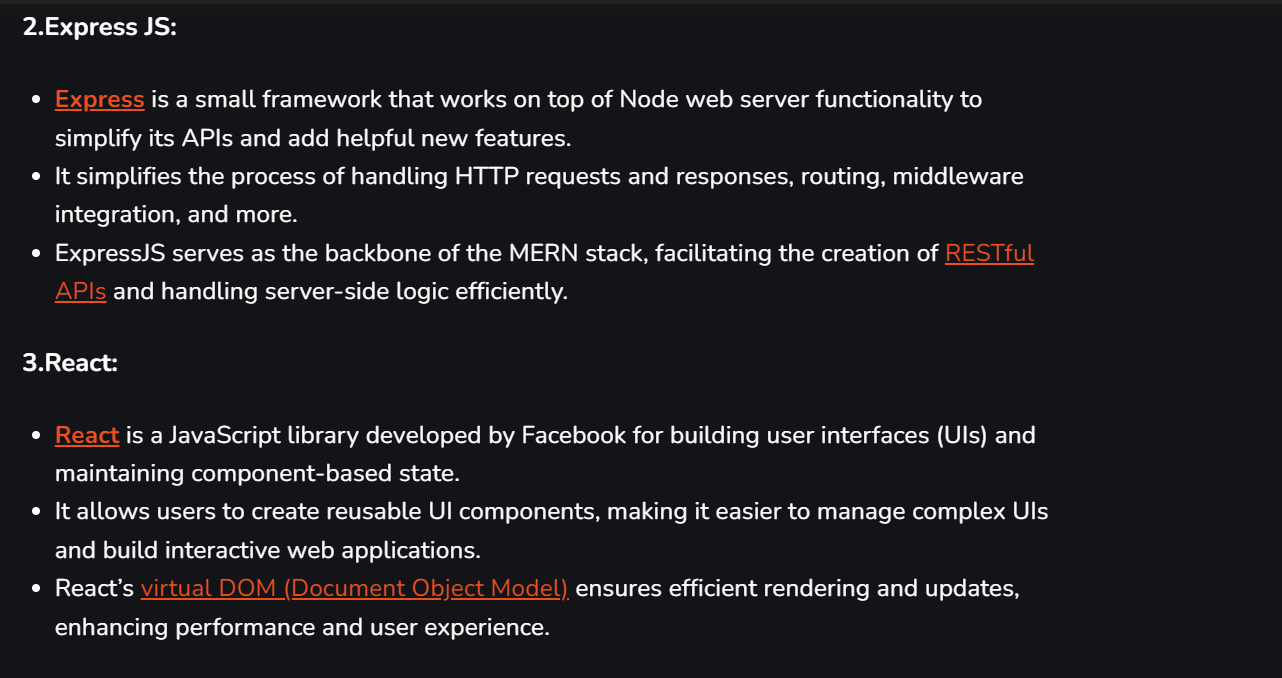 2.Express JS:
• Express is a small framework that works on top of Node web server functionality to
simplify its APIs and add helpful new features.
• It simplifies the process of handling HTTP requests and responses, routing, middleware
integration, and more.
• ExpressJS serves as the backbone of the MERN stack, facilitating the creation of RESTful
APIs and handling server-side logic efficiently.
3.React:
• React is a JavaScript library developed by Facebook for building user interfaces (UIs) and
maintaining component-based state.
• It allows users to create reusable UI components, making it easier to manage complex UIs
and build interactive web applications.
• React’s virtual DOM (Document Object Model) ensures efficient rendering and updates,
enhancing performance and user experience.